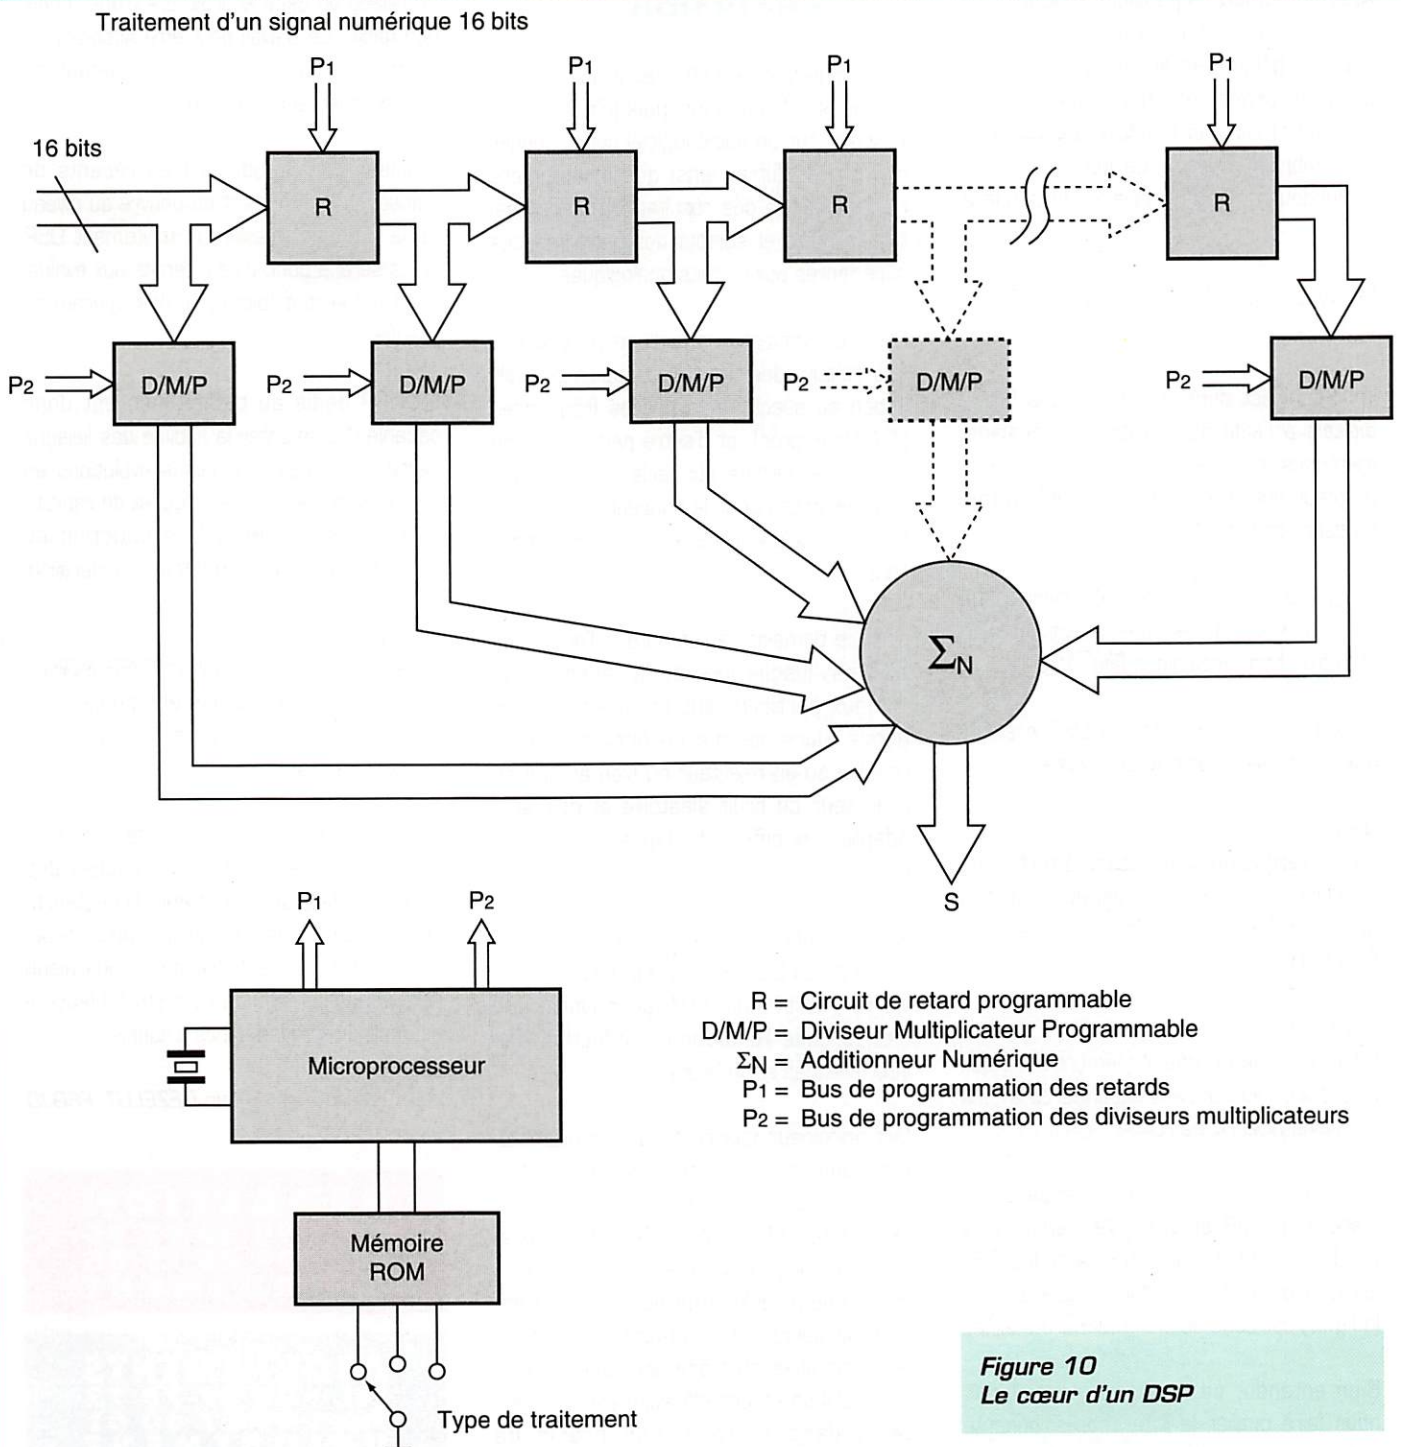 Traitement d'un signal numérique 16 bits
P1 P1 P1 P1
16 bits
R R R R
P2 D/M/P P2 D/M/P P2 D/M/P P2 D/M/P P2 D/M/P
ΣN
S
P1 P2
Microprocesseur
Mémoire
ROM
Type de traitement
R = Circuit de retard programmable
D/M/P = Diviseur Multiplicateur Programmable
ΣN = Additionneur Numérique
P1 = Bus de programmation des retards
P2 = Bus de programmation des diviseurs multiplicateurs
Figure 10
Le cœur d'un DSP